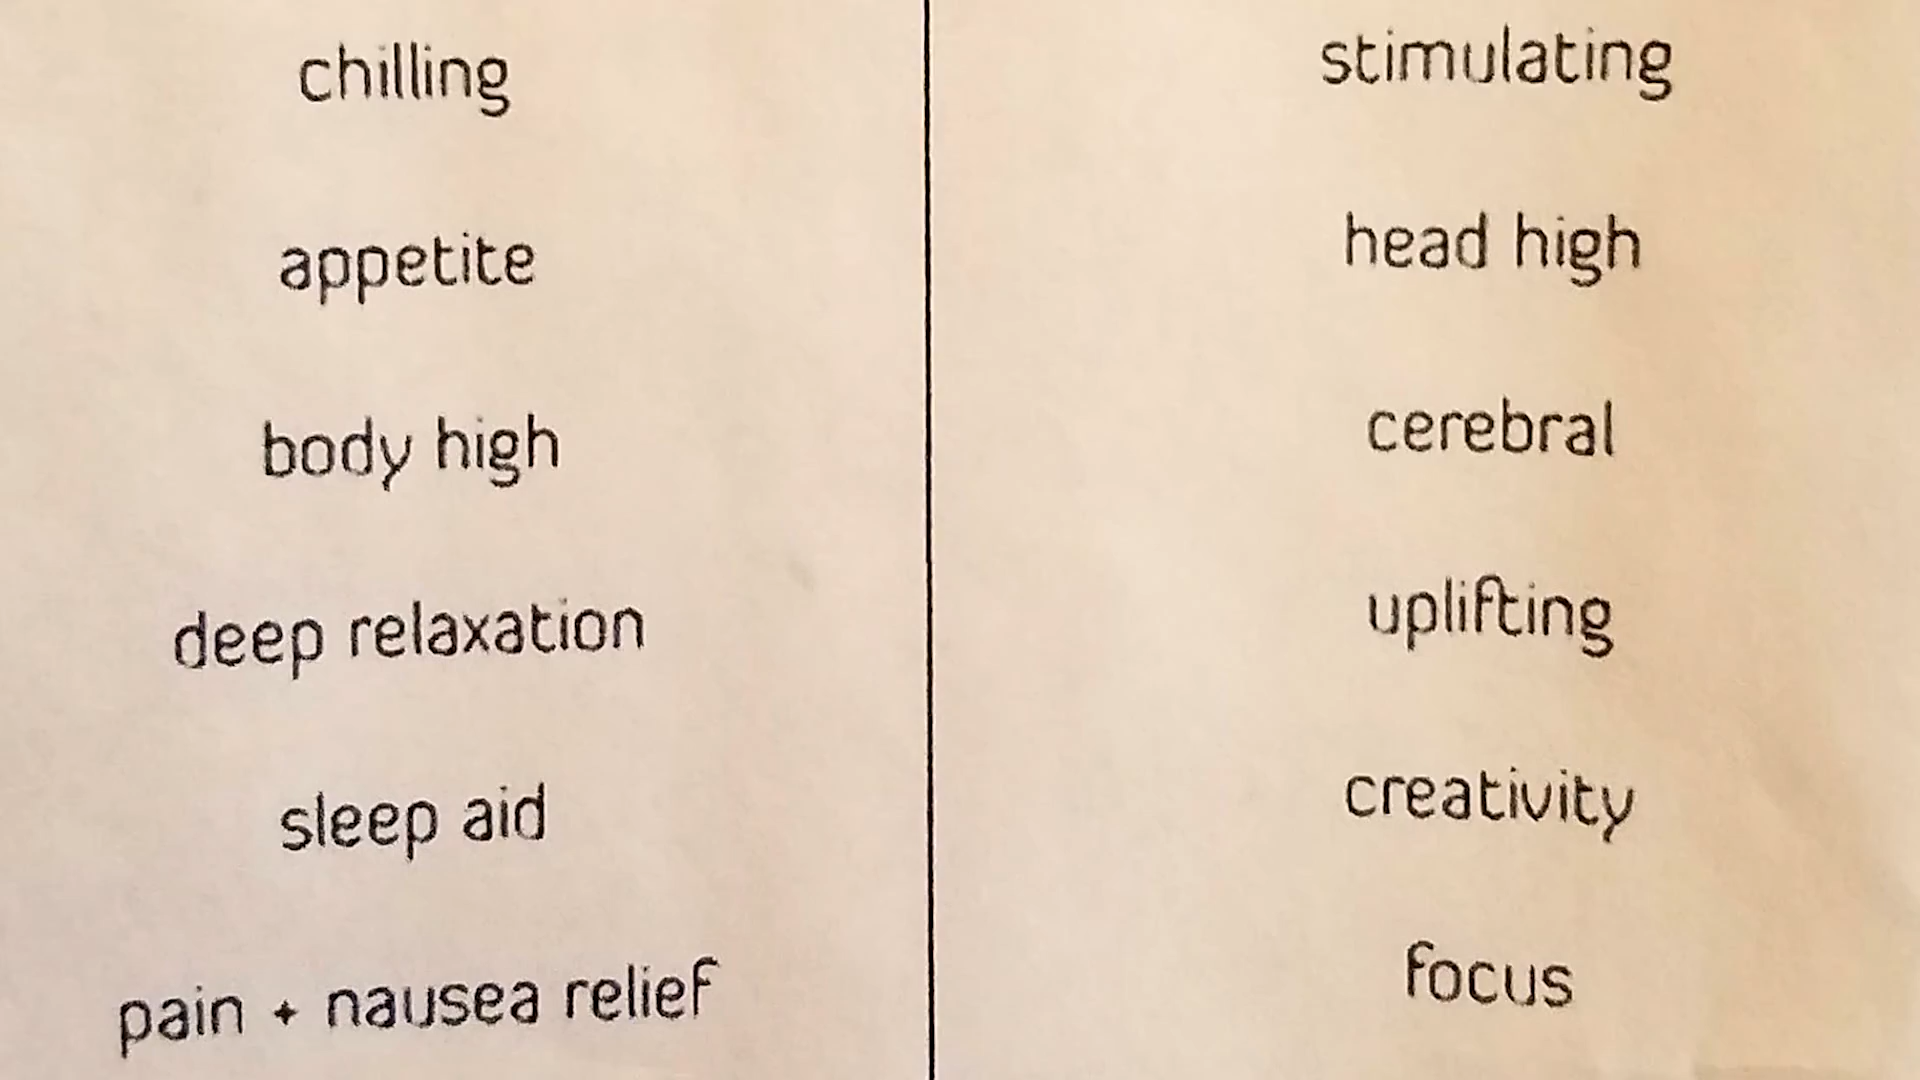 chilling
appetite
body high
deep relaxation
sleep aid
pain + nausea relief
stimulating
head high
cerebral
uplifting
creativity
focus